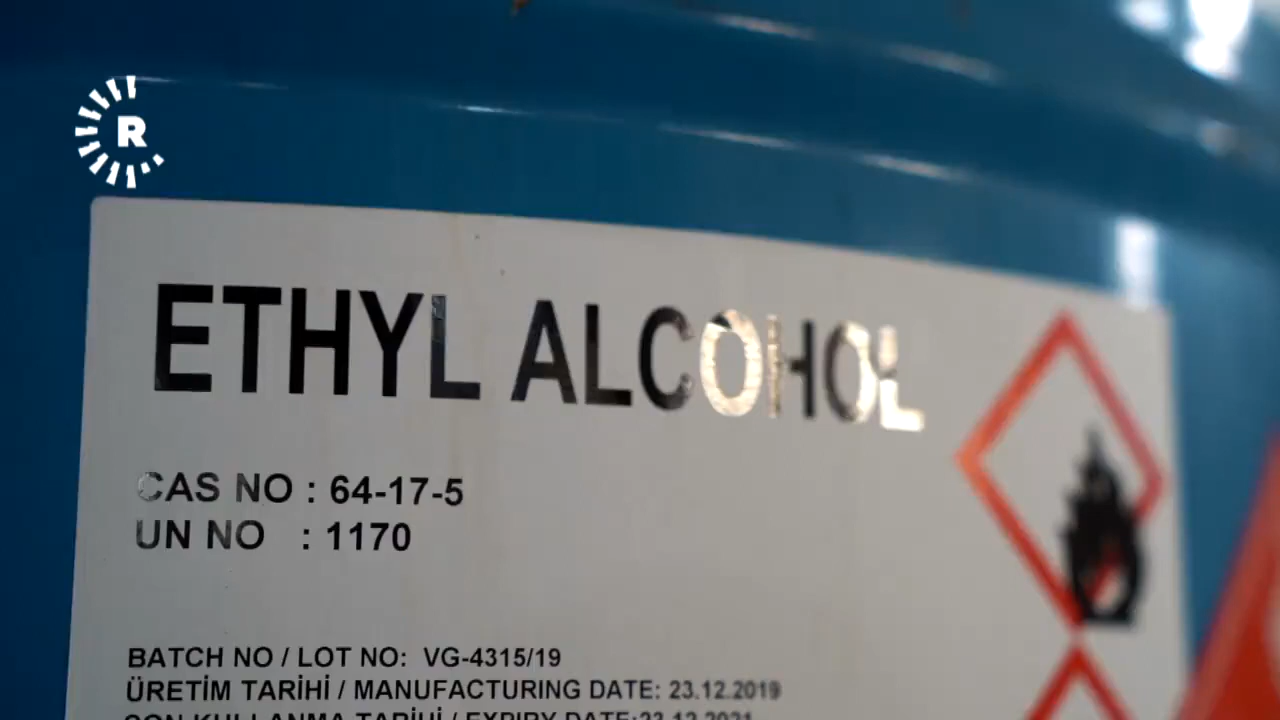 R
ETHYL ALCOHOL
CAS NO : 64-17-5
UN NO : 1170
BATCH NO / LOT NO: VG-4315/19
ÜRETİM TARİHİ / MANUFACTURING DATE: 23.12.2019
SON KULLANMA TARİHİ / EXPIRY DATE:23.12.2021